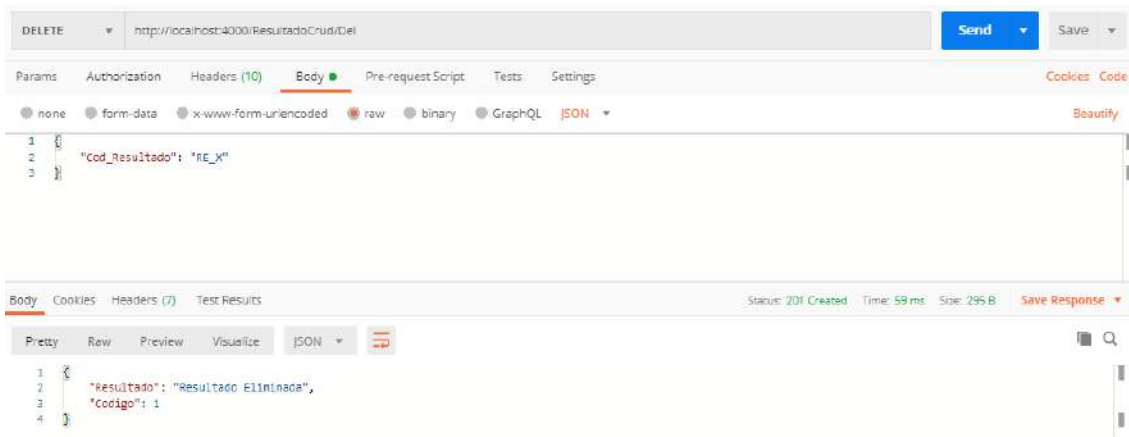 DELETE http://localhost:4000/ResultadoCrud/Del Send Save
Params Authorization Headers (10) Body Pre-request Script Tests Settings Cookies Code
none form-data x-www-form-urlencoded raw binary GraphQL JSON Beautify
1 {
2 "Cod_Resultado": "RE_X"
3 }
Body Cookies Headers (7) Test Results Status: 201 Created Time: 59 ms Size: 295 B Save Response
Pretty Raw Preview Visualize JSON
1 {
2 "Resultado": "Resultado Eliminada",
3 "Codigo": 1
4 }